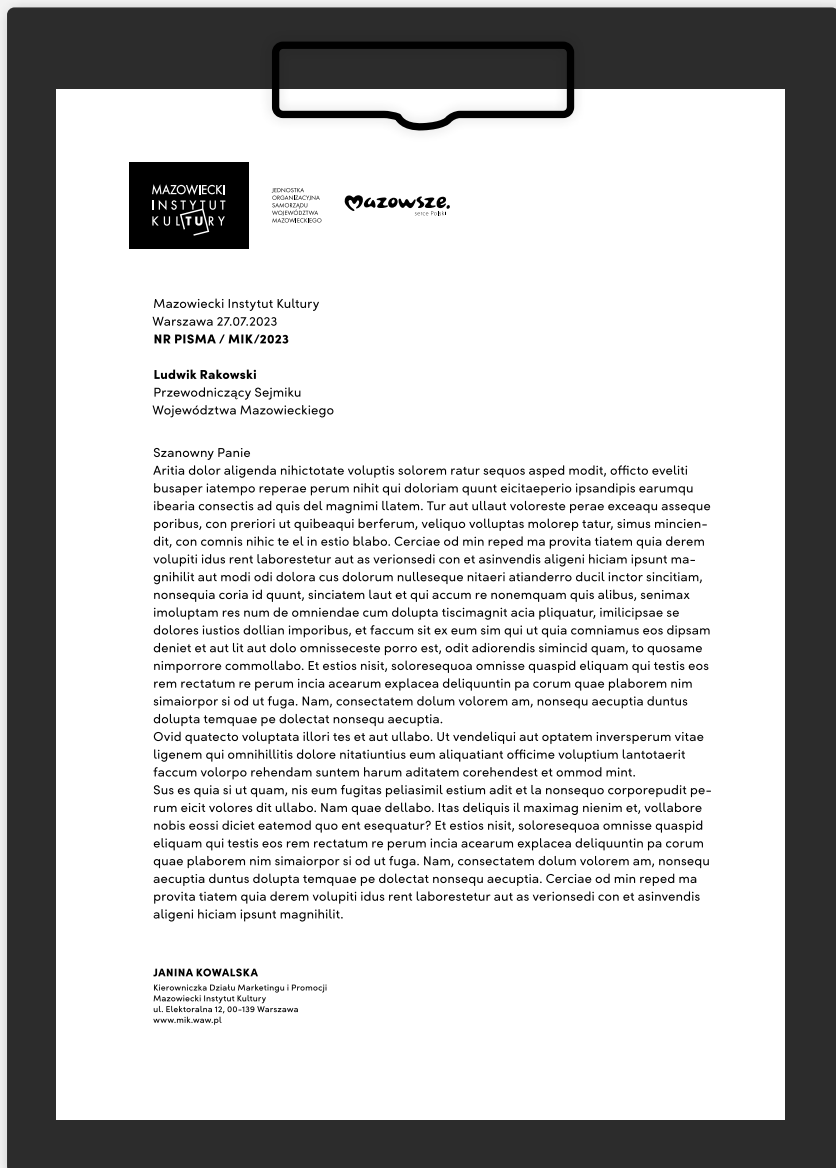 MAZOWIECKI
INSTYTUT
KULTURY
JEDNOSTKA
ORGANIZACYJNA
SAMORZĄDU
WOJEWÓDZTWA
MAZOWIECKIEGO
Mazowsze.
serce Polski
Mazowiecki Instytut Kultury
Warszawa 27.07.2023
NR PISMA / MIK/2023
Ludwik Rakowski
Przewodniczący Sejmiku
Województwa Mazowieckiego
Szanowny Panie
Aritia dolor aligenda nihictotate voluptis solorem ratur sequos asped modit, officto eveliti
busaper iatempo reperae perum nihit qui doloriam quunt eicitaeperio ipsandipis earumqu
ibearia consectis ad quis del magnimi llatem. Tur aut ullaut voloreste perae exceaqu asseque
poribus, con preriori ut quibeaqui berferum, veliquo volluptas molorep tatur, simus mincien-
dit, con comnis nihic te el in estio blabo. Cerciae od min reped ma provita tiatem quia derem
volupiti idus rent laborestetur aut as verionsedi con et asinvendis aligeni hiciam ipsunt ma-
gnihilit aut modi odi dolora cus dolorum nulleseque nitaeri atianderro ducil inctor sincitiam,
nonsequia coria id quunt, sinciatem laut et qui accum re nonemquam quis alibus, senimax
imoluptam res num de omniendae cum dolupta tiscimagnit acia pliquatur, imilicipsae se
dolores iustios dollian imporibus, et faccum sit ex eum sim qui ut quia comniamus eos dipsam
deniet et aut lit aut dolo omnisseceste porro est, odit adiorendis simincid quam, to quosame
nimporrore commollabo. Et estios nisit, soloresequoa omnisse quaspid eliquam qui testis eos
rem rectatum re perum incia acearum explacea deliquuntin pa corum quae plaborem nim
simaiorpor si od ut fuga. Nam, consectatem dolum volorem am, nonsequ aecuptia duntus
dolupta temquae pe dolectat nonsequ aecuptia.
Ovid quatecto voluptata illori tes et aut ullabo. Ut vendeliqui aut optatem inversperum vitae
ligenem qui omnihillitis dolore nitatiuntius eum aliquatiant officime voluptium lantotaerit
faccum volorpo rehendam suntem harum aditatem corehendest et ommod mint.
Sus es quia si ut quam, nis eum fugitas peliasimil estium adit et la nonsequo corporepudit pe-
rum eicit volores dit ullabo. Nam quae dellabo. Itas deliquis il maximag nienim et, vollabore
nobis eossi diciet eatemod quo ent esequatur? Et estios nisit, soloresequoa omnisse quaspid
eliquam qui testis eos rem rectatum re perum incia acearum explacea deliquuntin pa corum
quae plaborem nim simaiorpor si od ut fuga. Nam, consectatem dolum volorem am, nonsequ
aecuptia duntus dolupta temquae pe dolectat nonsequ aecuptia. Cerciae od min reped ma
provita tiatem quia derem volupiti idus rent laborestetur aut as verionsedi con et asinvendis
aligeni hiciam ipsunt magnihilit.
JANINA KOWALSKA
Kierowniczka Działu Marketingu i Promocji
Mazowiecki Instytut Kultury
ul. Elektoralna 12, 00-139 Warszawa
www.mik.waw.pl